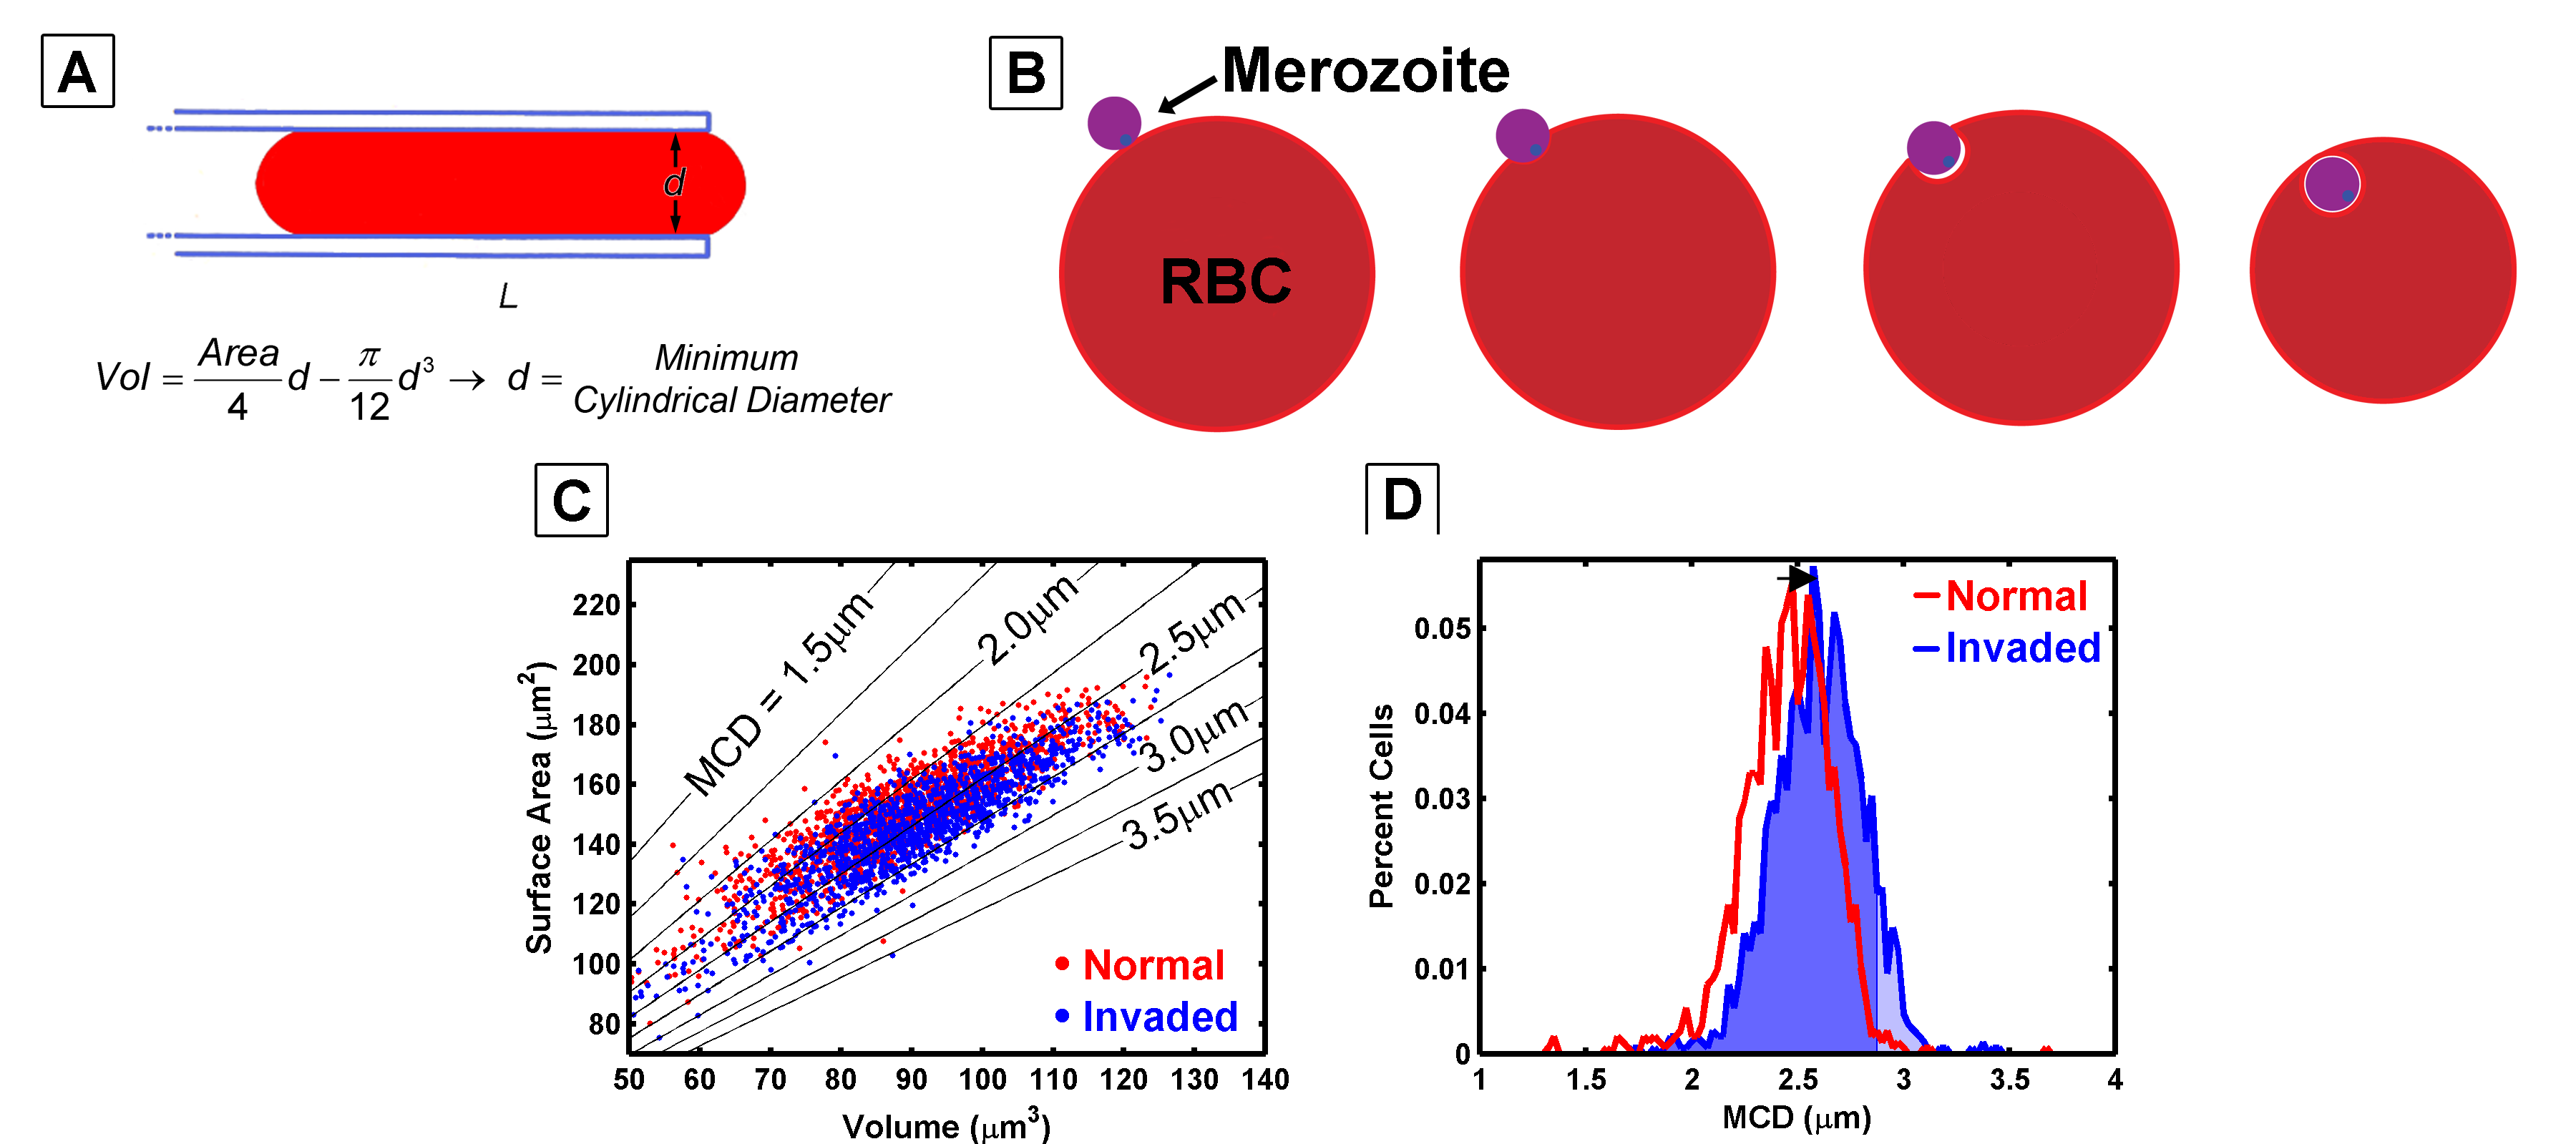 A
d
L
Vol = Area/4 d − π/12 d³ → d = Minimum Cylindrical Diameter
B
Merozoite
RBC
C
Surface Area (μm²)
220
200
180
160
140
120
100
80
MCD = 1.5μm
2.0μm
2.5μm
3.0μm
3.5μm
Normal
Invaded
50 60 70 80 90 100 110 120 130 140
Volume (μm³)
D
Percent Cells
0.05
0.04
0.03
0.02
0.01
0
Normal
Invaded
1 1.5 2 2.5 3 3.5 4
MCD (μm)